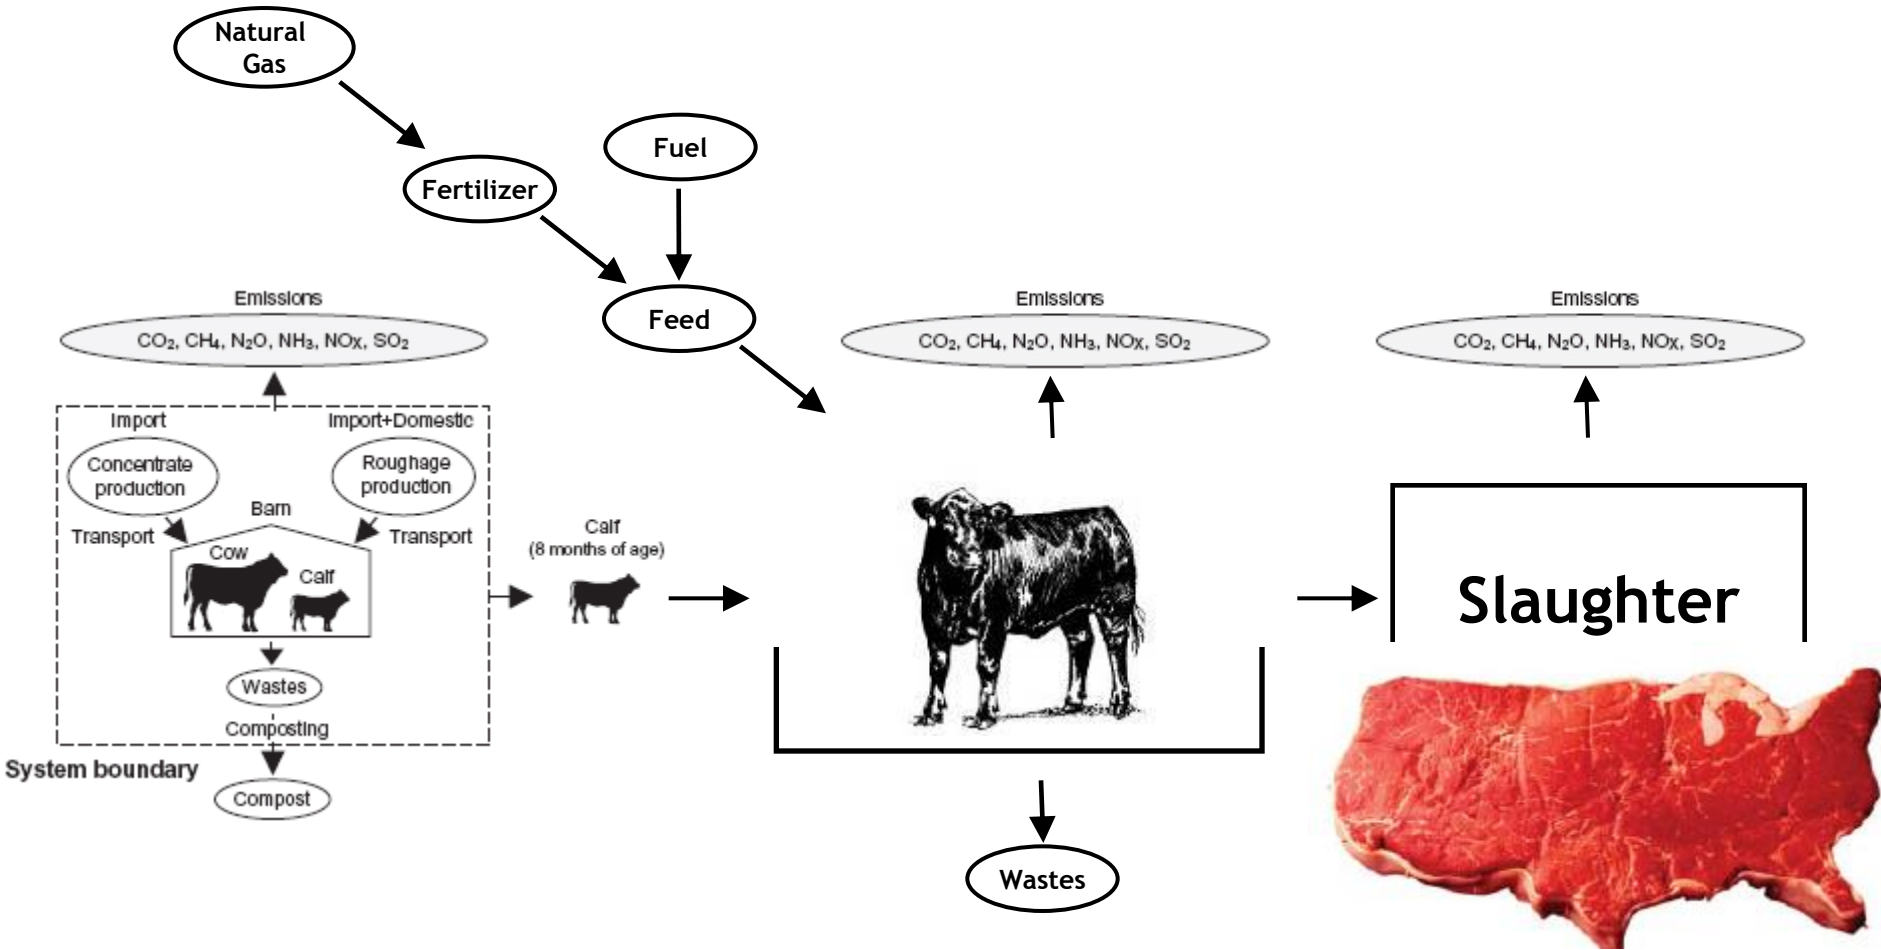 Natural
Gas
Fuel
Fertilizer
Feed
Emissions
CO₂, CH₄, N₂O, NH₃, NOx, SO₂
Import
Import+Domestic
Concentrate
production
Roughage
production
Barn
Transport
Transport
Cow
Calf
Wastes
Composting
System boundary
Compost
Calf
(8 months of age)
Emissions
CO₂, CH₄, N₂O, NH₃, NOx, SO₂
Wastes
Emissions
CO₂, CH₄, N₂O, NH₃, NOx, SO₂
Slaughter